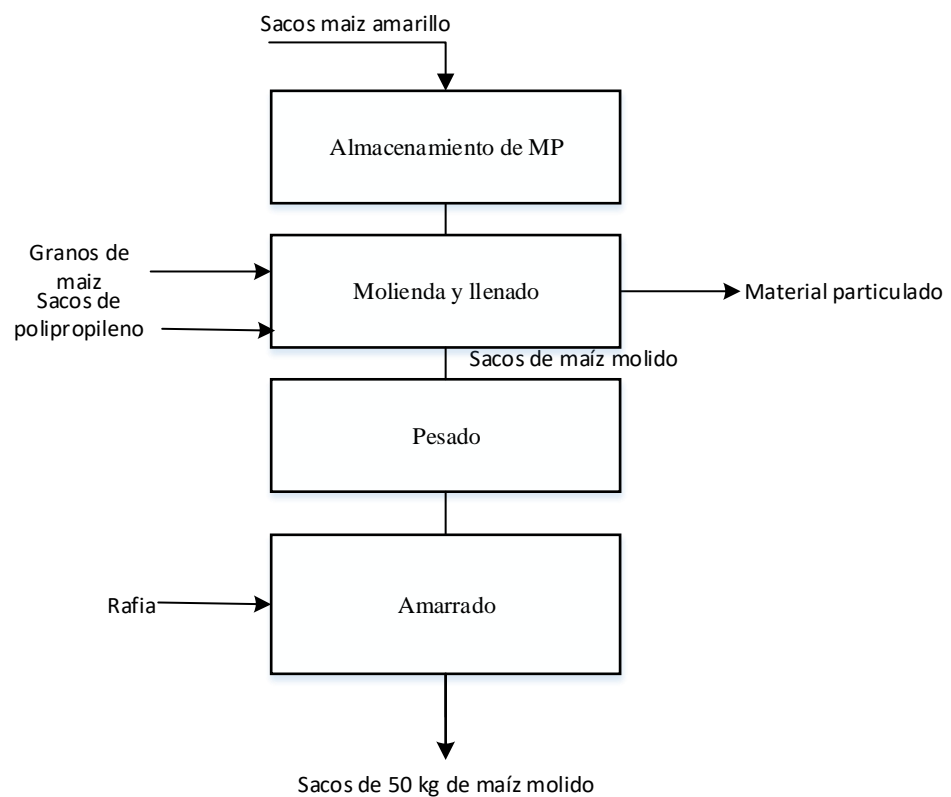 Sacos maiz amarillo
Almacenamiento de MP
Granos de
maiz
Sacos de
polipropileno
Molienda y llenado
Material particulado
Sacos de maíz molido
Pesado
Rafia
Amarrado
Sacos de 50 kg de maíz molido